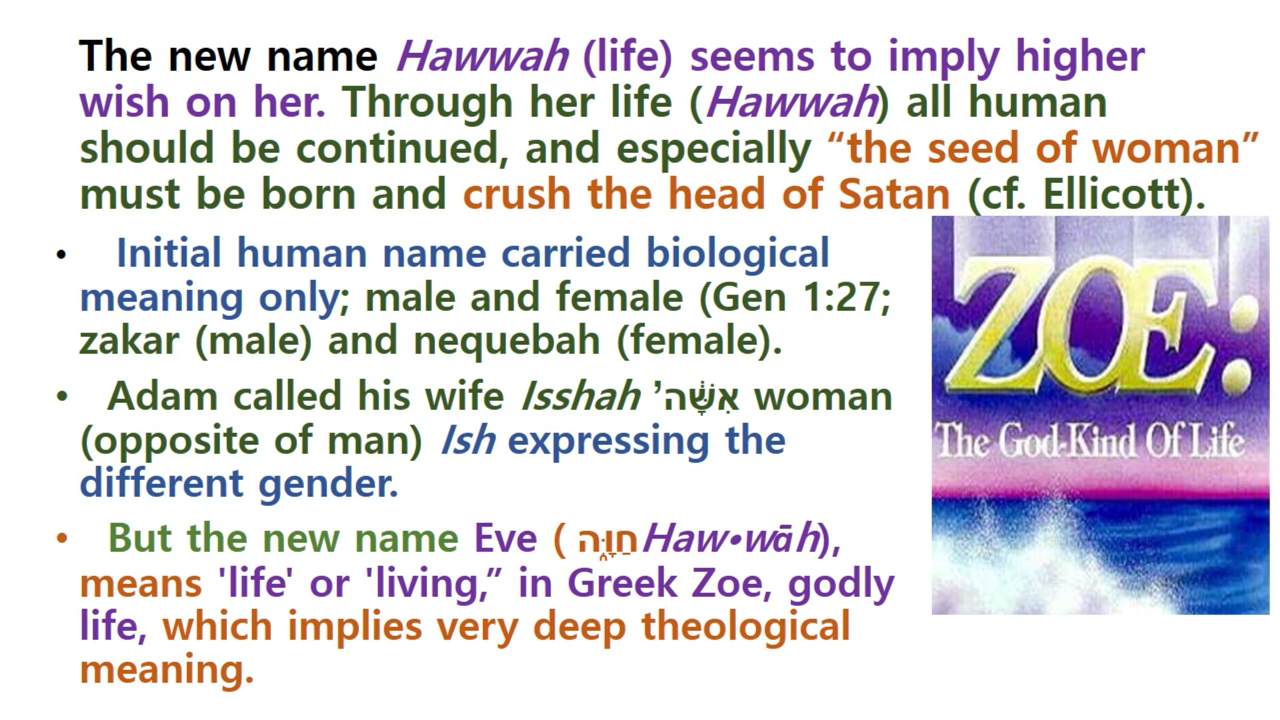 The new name Hawwah (life) seems to imply higher
wish on her. Through her life (Hawwah) all human
should be continued, and especially “the seed of woman”
must be born and crush the head of Satan (cf. Ellicott).
• Initial human name carried biological
meaning only; male and female (Gen 1:27;
zakar (male) and nequebah (female).
• Adam called his wife Isshah ’אִשָּׁ֔ה woman
(opposite of man) Ish expressing the
different gender.
• But the new name Eve ( חַוָּ֑ה Haw•wāh),
means 'life' or 'living,” in Greek Zoe, godly
life, which implies very deep theological
meaning.
ZOE:
The God-Kind Of Life